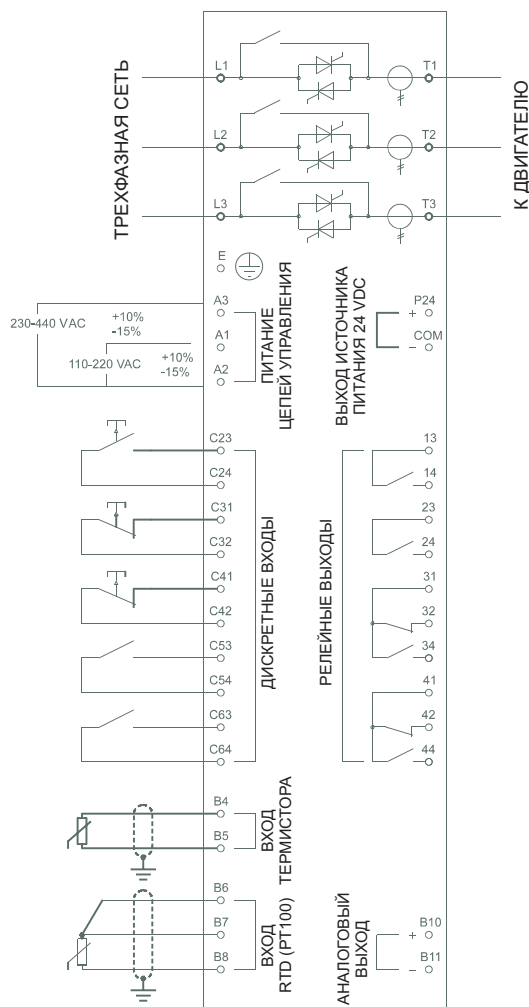 ТРЕХФАЗНАЯ СЕТЬ
L1
T1
L2
T2
L3
T3
К ДВИГАТЕЛЮ
E
230-440 VAC
+10%
-15%
110-220 VAC
+10%
-15%
A3
A1
A2
ПИТАНИЕ
ЦЕПЕЙ УПРАВЛЕНИЯ
ВЫХОД ИСТОЧНИКА
ПИТАНИЯ 24 VDC
+
P24
COM
–
C23
C24
C31
C32
C41
C42
C53
C54
C63
C64
ДИСКРЕТНЫЕ ВХОДЫ
РЕЛЕЙНЫЕ ВЫХОДЫ
13
14
23
24
31
32
34
41
42
44
B4
B5
ВХОД
ТЕРМИСТОРА
B6
B7
B8
ВХОД
RTD (PT100)
АНАЛОГОВЫЙ
ВЫХОД
+
B10
–
B11